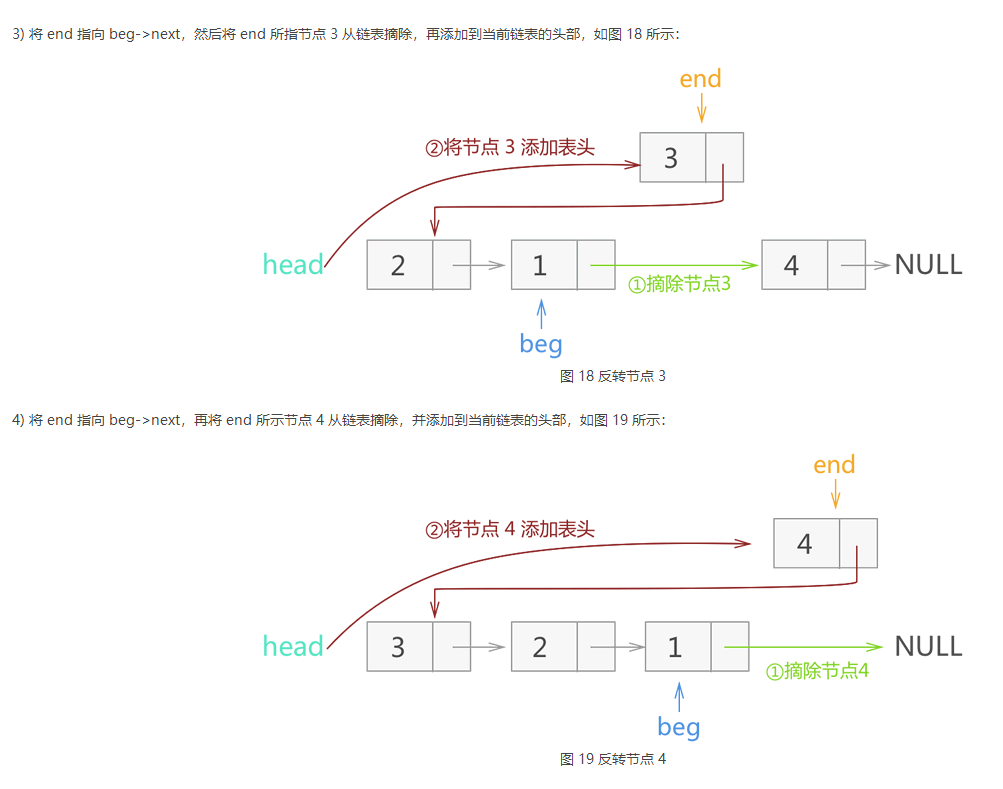 3) 将 end 指向 beg->next，然后将 end 所指节点 3 从链表摘除，再添加到当前链表的头部，如图 18 所示：
end
②将节点 3 添加表头
3
head
2
1
4
NULL
①摘除节点3
beg
图 18 反转节点 3
4) 将 end 指向 beg->next，再将 end 所示节点 4 从链表摘除，并添加到当前链表的头部，如图 19 所示：
end
②将节点 4 添加表头
4
head
3
2
1
NULL
①摘除节点4
beg
图 19 反转节点 4